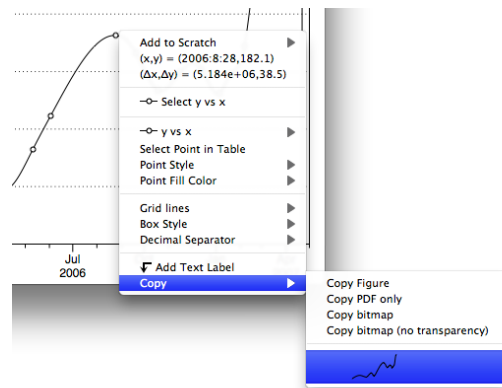 Add to Scratch
(x,y) = (2006:8:28,182.1)
(Δx,Δy) = (5.184e+06,38.5)
Select y vs x
y vs x
Select Point in Table
Point Style
Point Fill Color
Grid lines
Box Style
Decimal Separator
Add Text Label
Copy
Jul
2006
Copy Figure
Copy PDF only
Copy bitmap
Copy bitmap (no transparency)